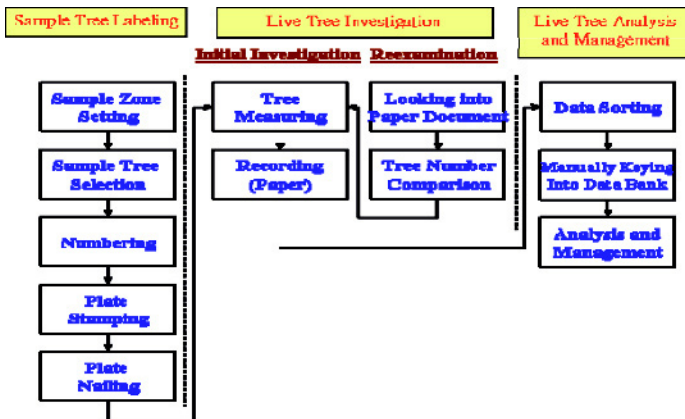 Sample Tree Labeling
Live Tree Investigation
Live Tree Analysis
and Management
Initial Investigation
Reexamination
Sample Zone
Setting
Sample Tree
Selection
Numbering
Plate
Stamping
Plate
Nailing
Tree
Measuring
Recording
(Paper)
Looking into
Paper Document
Tree Number
Comparison
Data Sorting
Manually Keying
Into Data Bank
Analysis and
Management